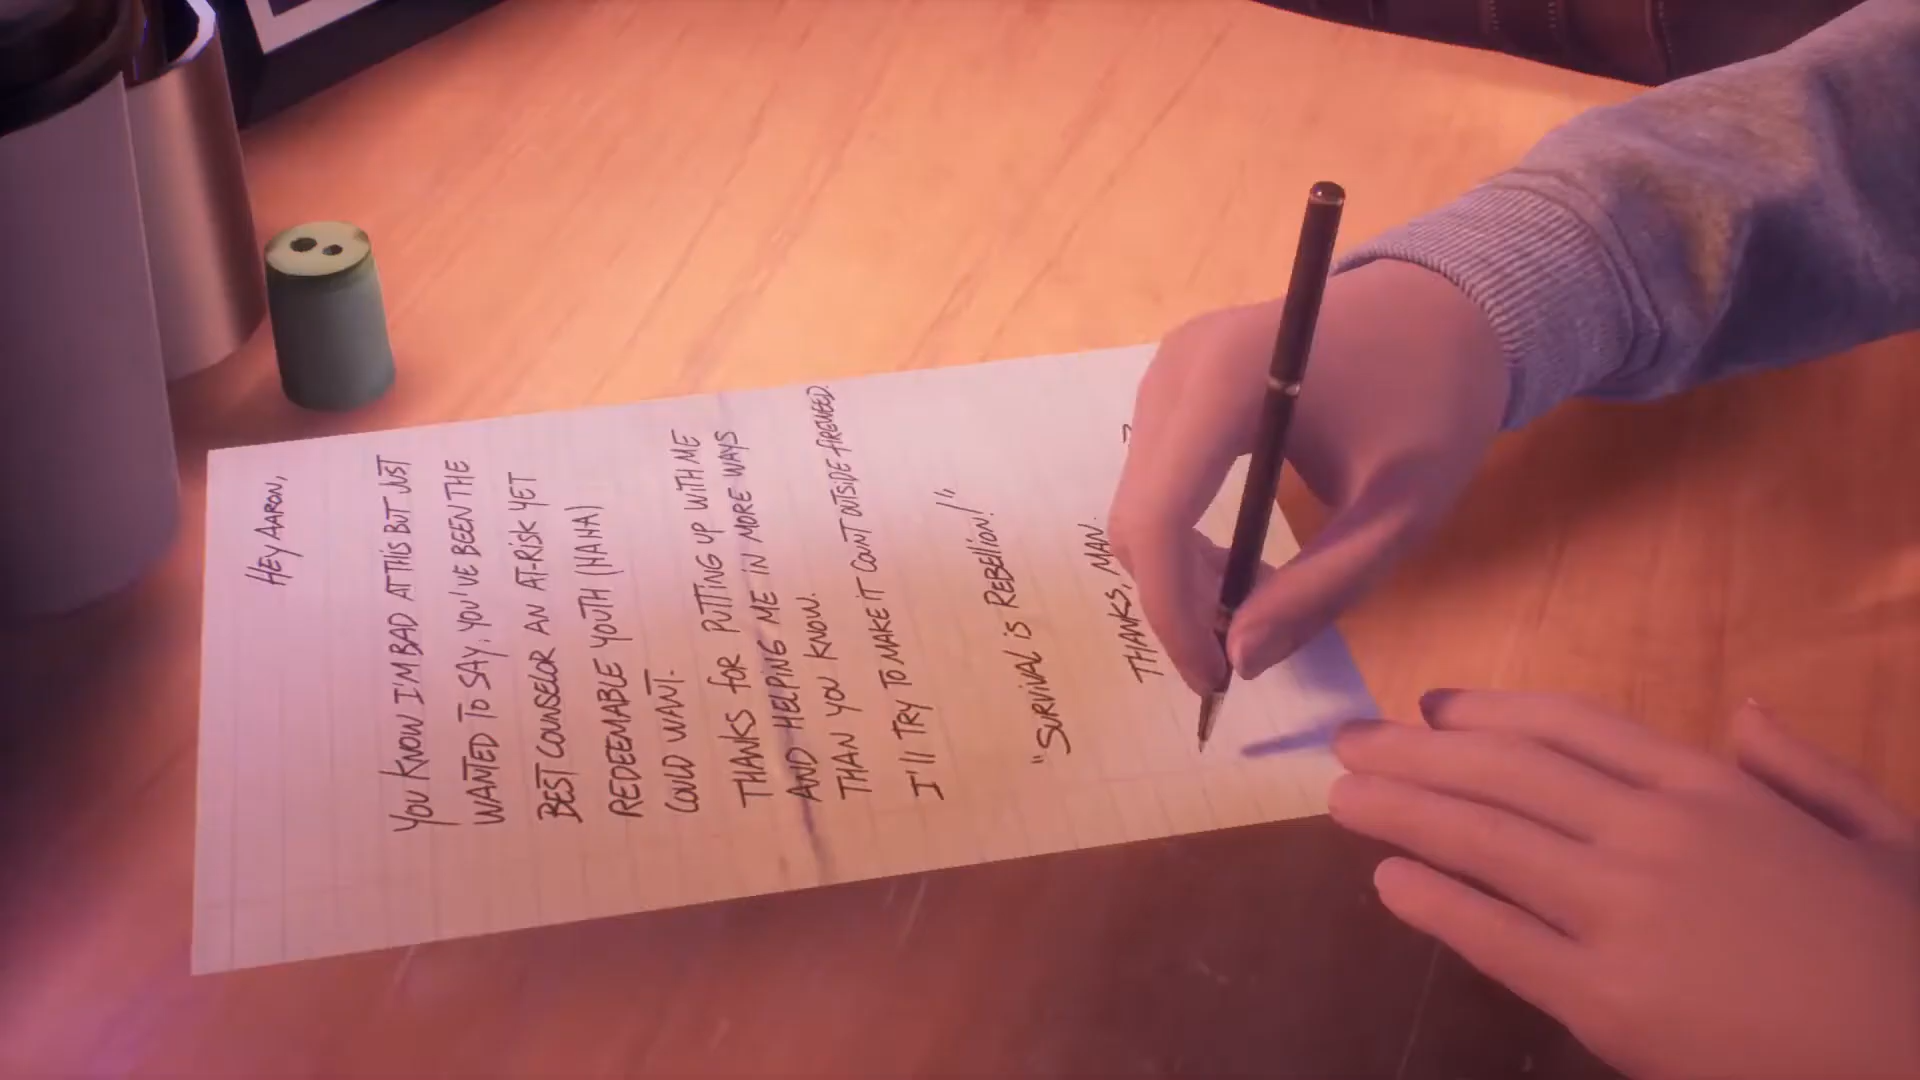 HEY AARON,
YOU KNOW I'M BAD AT THIS BUT JUST
WANTED TO SAY, YOU'VE BEEN THE
BEST COUNSELOR AN AT-RISK YET
REDEEMABLE YOUTH (HAHA)
COULD WANT.
THANKS FOR PUTTING UP WITH ME
AND HELPING ME IN MORE WAYS
THAN YOU KNOW.
I'll TRY TO MAKE IT COUNT OUTSIDE FIREWEED.
"SURVIVAL iS REBEllioN!"
THANKS, MAN.